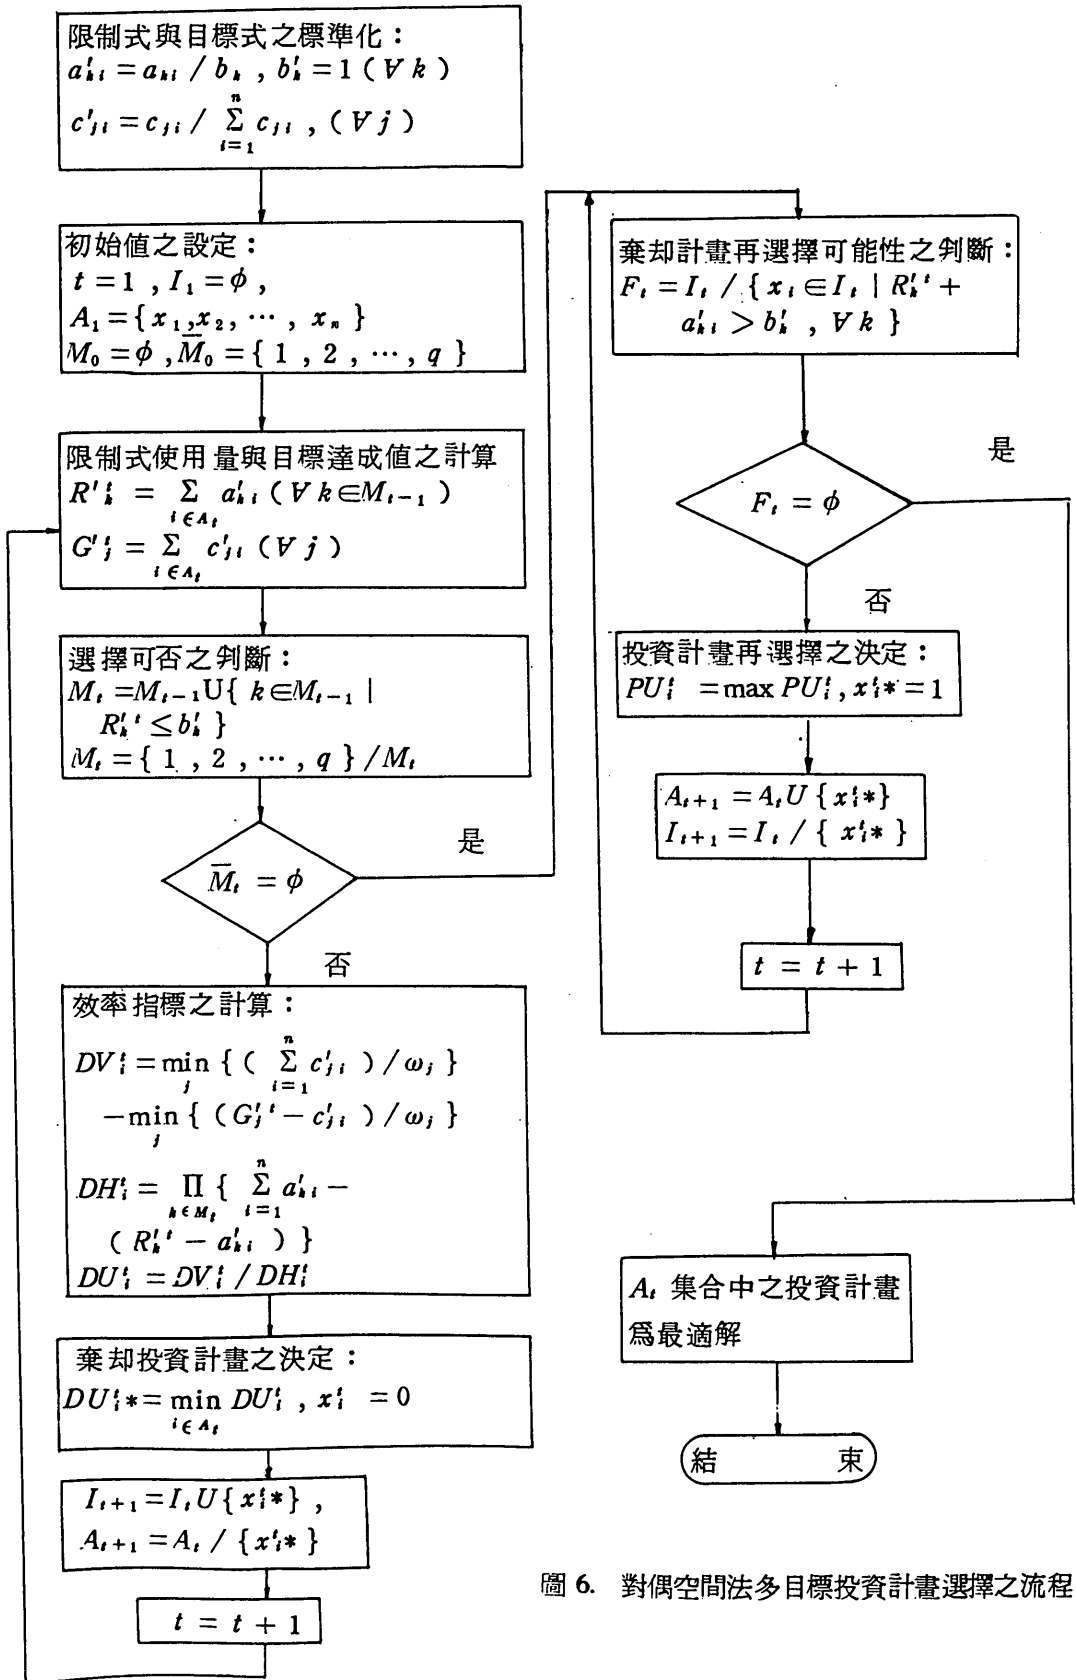 限制式與目標式之標準化：
a'ₖᵢ = aₖᵢ / bₖ , b'ₖ = 1 ( ∀ k )
c'ⱼᵢ = cⱼᵢ / Σ(i=1→n) cⱼᵢ , ( ∀ j )
初始值之設定：
t = 1 , I₁ = φ ,
A₁ = { x₁, x₂, ⋯ , xₙ }
M₀ = φ , M̅₀ = { 1 , 2 , ⋯, q }
限制式使用量與目標達成值之計算
R'ₖᵗ = Σ(i∈Aₜ) a'ₖᵢ ( ∀ k∈Mₜ₋₁ )
G'ⱼᵗ = Σ(i∈Aₜ) c'ⱼᵢ ( ∀ j )
選擇可否之判斷：
Mₜ = Mₜ₋₁ U { k∈Mₜ₋₁ |
R'ₖᵗ ≤ b'ₖ }
Mₜ = { 1 , 2 , ⋯, q } / Mₜ
M̅ₜ = φ
是
否
效率指標之計算：
DVᵢᵗ = min(j) { ( Σ(i=1→n) c'ⱼᵢ ) / ωⱼ }
− min(j) { ( G'ⱼᵗ − c'ⱼᵢ ) / ωⱼ }
DHᵢᵗ = Π(k∈Mₜ) { Σ(i=1→n) a'ₖᵢ −
( R'ₖᵗ − a'ₖᵢ ) }
DUᵢᵗ = DVᵢᵗ / DHᵢᵗ
棄却投資計畫之決定：
DUᵢᵗ* = min(i∈Aₜ) DUᵢᵗ , xᵢᵗ = 0
Iₜ₊₁ = Iₜ U { xᵢᵗ* } ,
Aₜ₊₁ = Aₜ / { xᵢᵗ* }
t = t + 1
棄却計畫再選擇可能性之判斷：
Fₜ = Iₜ / { xᵢ ∈ Iₜ | R'ₖᵗ +
a'ₖᵢ > b'ₖ , ∀ k }
Fₜ = φ
是
否
投資計畫再選擇之決定：
PUᵢᵗ = max PUᵢᵗ , xᵢᵗ* = 1
Aₜ₊₁ = Aₜ U { xᵢᵗ* }
Iₜ₊₁ = Iₜ / { xᵢᵗ* }
t = t + 1
Aₜ 集合中之投資計畫
爲最適解
結 束
圖 6. 對偶空間法多目標投資計畫選擇之流程